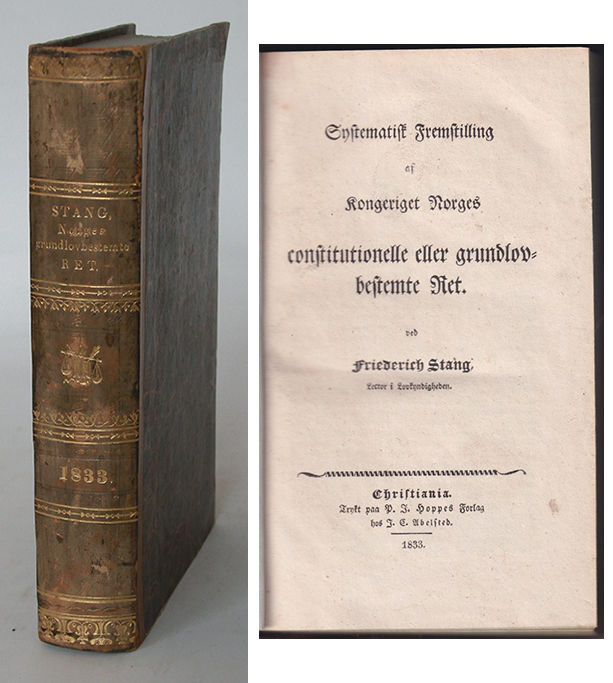 STANG,
Norges
grundlovbestemte
RET.
1833.
Systematisk Fremstilling
af
Kongeriget Norges
constitutionelle eller grundlov-
bestemte Ret.
ved
Friederich Stang,
Lector i Lovkyndigheden.
Christiania.
Trykt paa P. J. Hoppes Forlag
hos J. C. Abelsted.
1833.